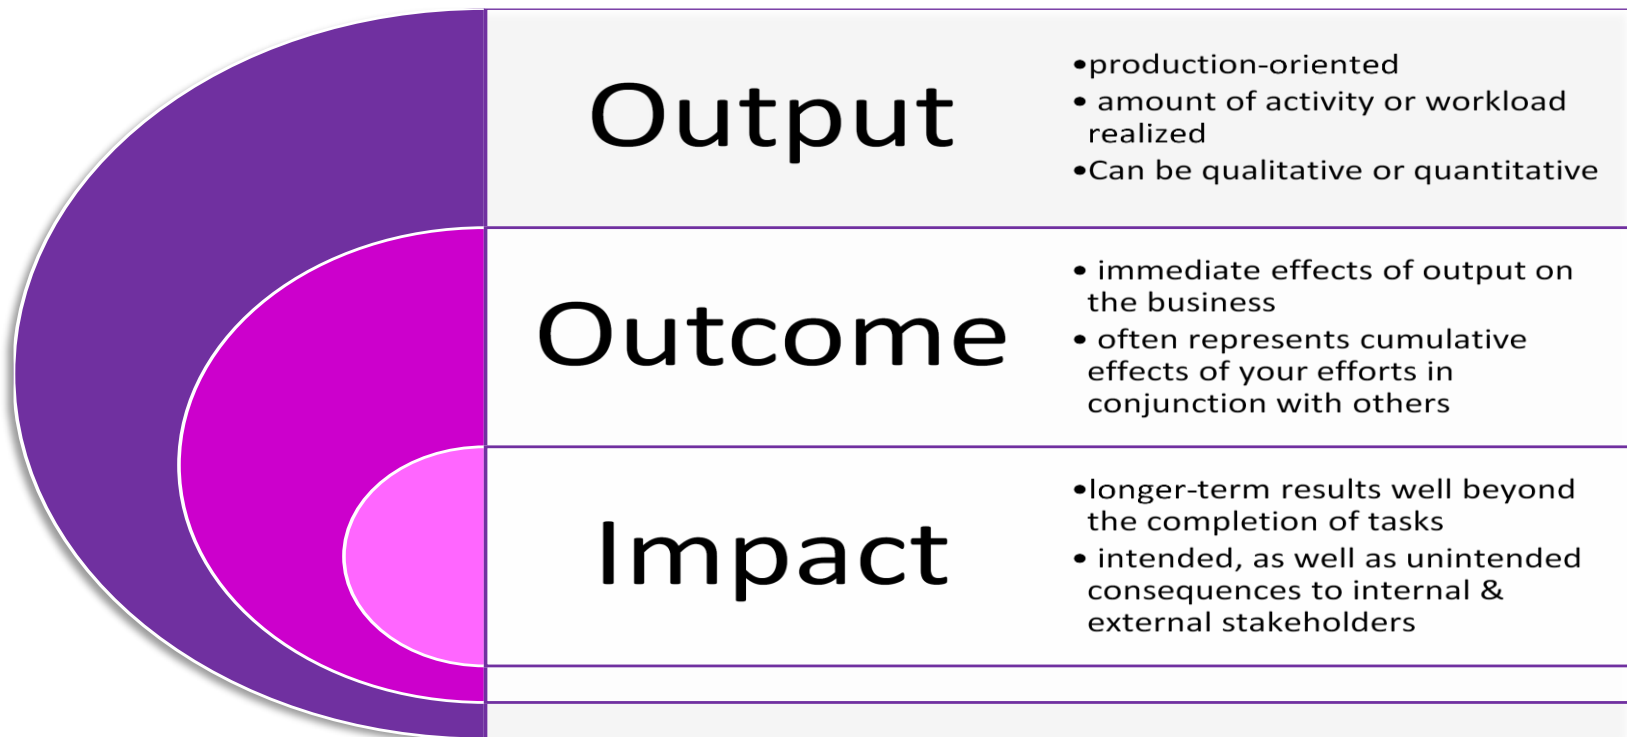 Output
•production-oriented
• amount of activity or workload
realized
•Can be qualitative or quantitative
Outcome
• immediate effects of output on
the business
• often represents cumulative
effects of your efforts in
conjunction with others
Impact
•longer-term results well beyond
the completion of tasks
• intended, as well as unintended
consequences to internal &
external stakeholders